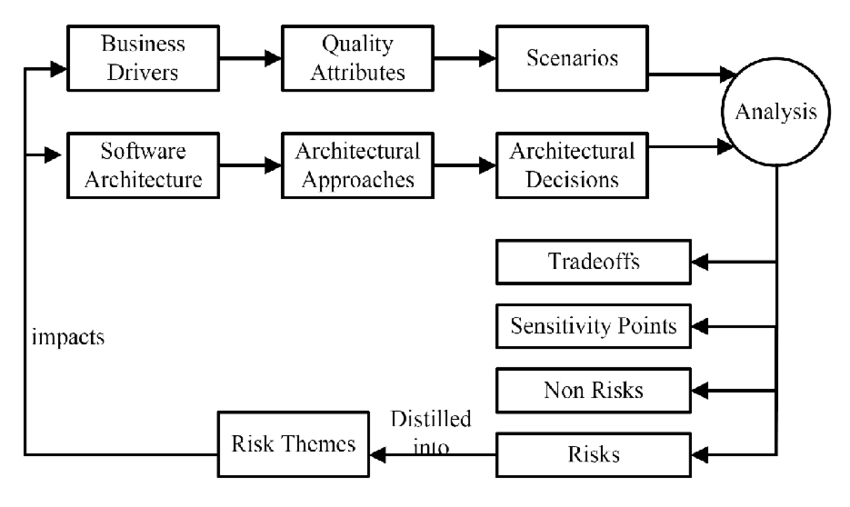 Business
Drivers
Quality
Attributes
Scenarios
Analysis
Software
Architecture
Architectural
Approaches
Architectural
Decisions
Tradeoffs
Sensitivity Points
impacts
Non Risks
Distilled
into
Risk Themes
Risks